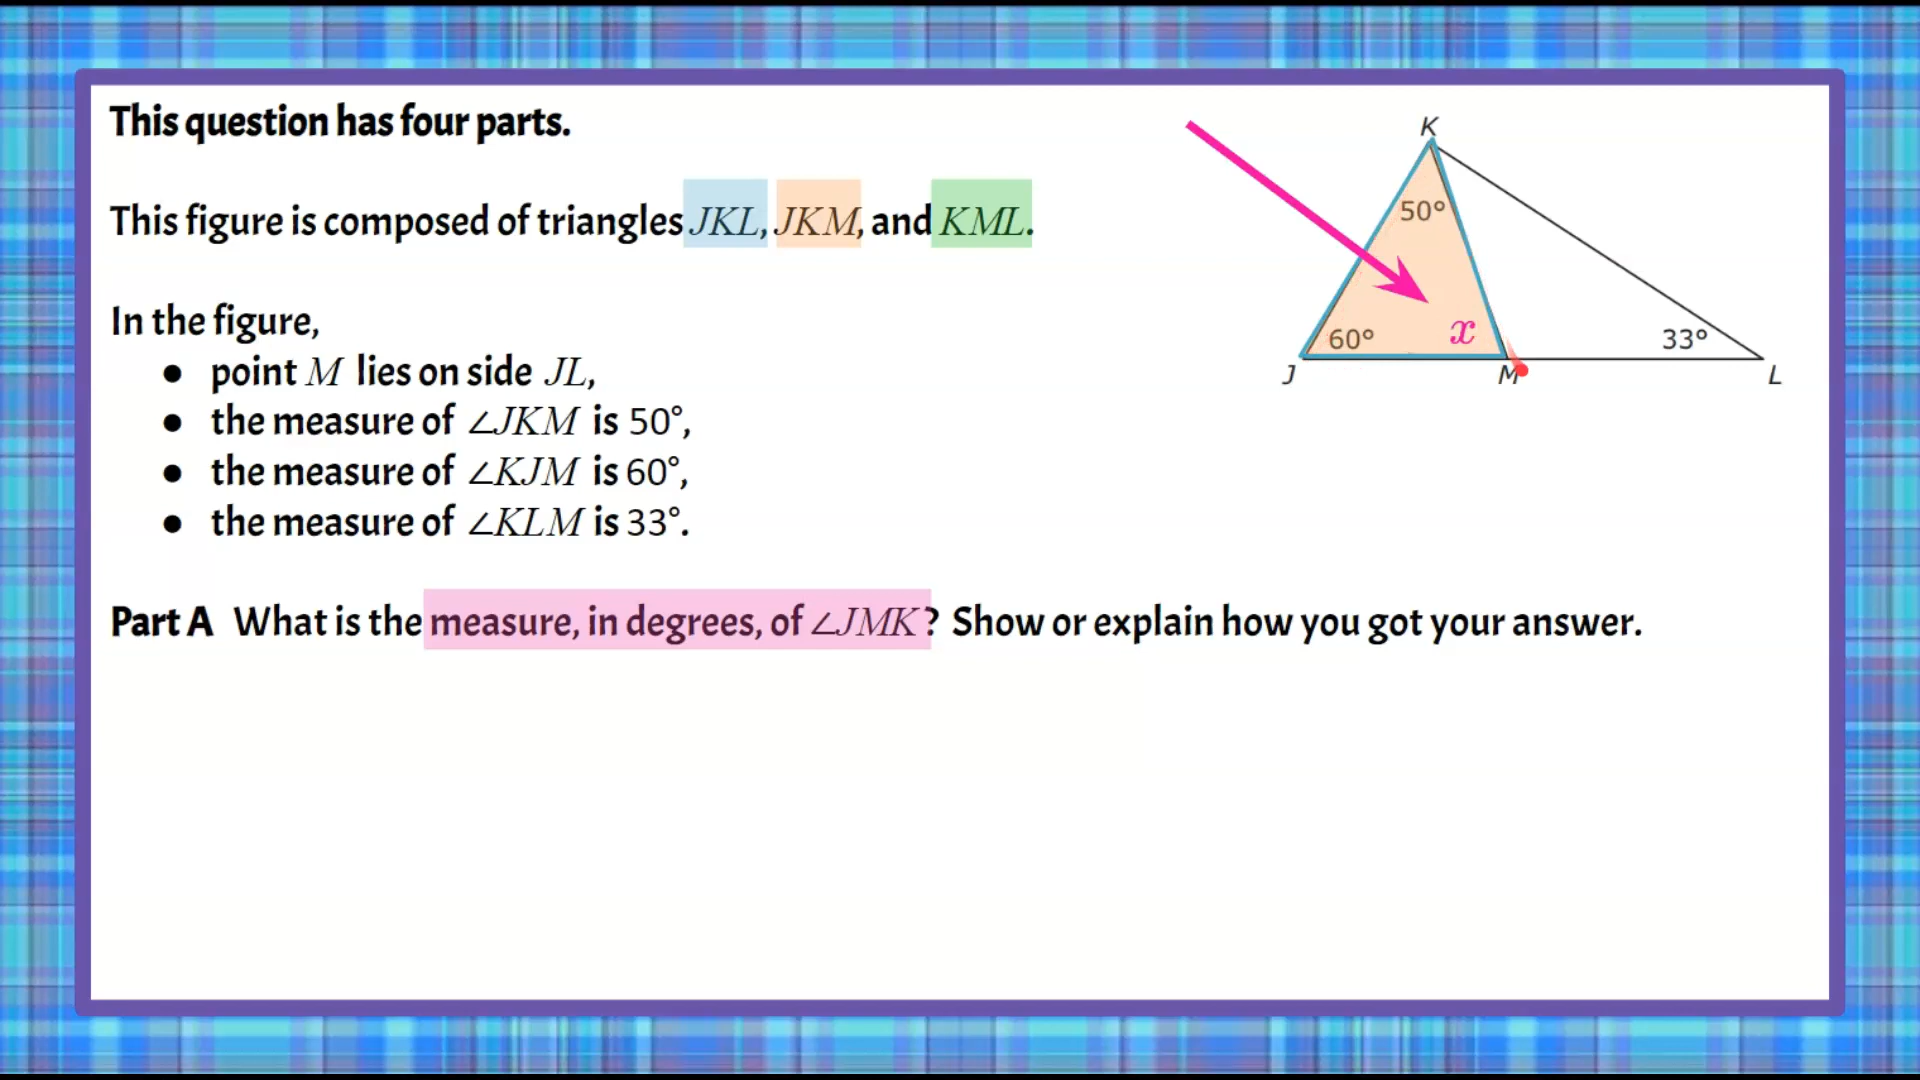 This question has four parts.
This figure is composed of triangles JKL, JKM, and KML.
In the figure,
● point M lies on side JL,
● the measure of ∠JKM is 50°,
● the measure of ∠KJM is 60°,
● the measure of ∠KLM is 33°.
Part A What is the measure, in degrees, of ∠JMK? Show or explain how you got your answer.
K
50°
60°
x
33°
J
M
L